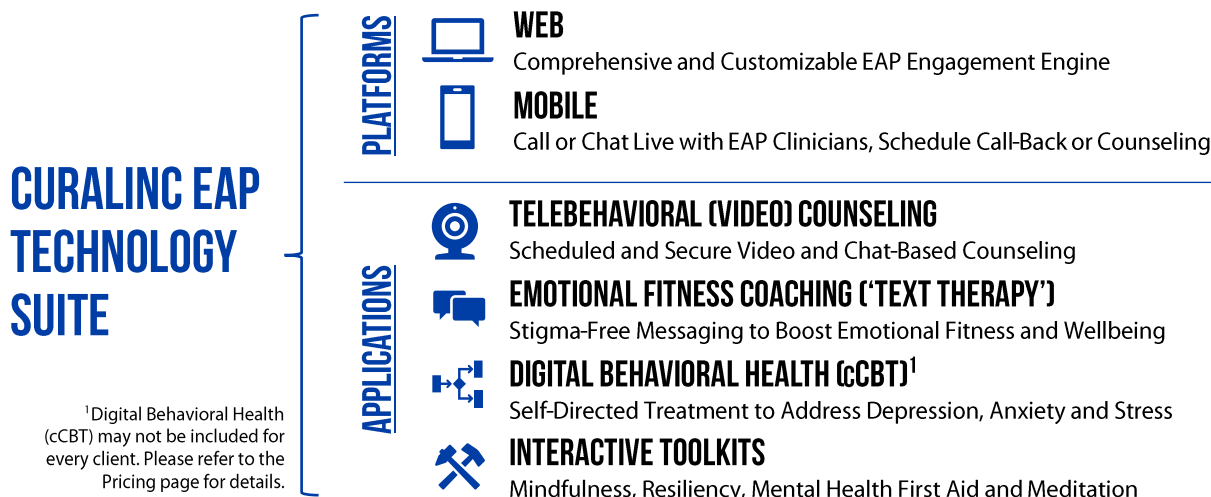 CURALINC EAP
TECHNOLOGY
SUITE
¹Digital Behavioral Health
(cCBT) may not be included for
every client. Please refer to the
Pricing page for details.
PLATFORMS
WEB
Comprehensive and Customizable EAP Engagement Engine
MOBILE
Call or Chat Live with EAP Clinicians, Schedule Call-Back or Counseling
APPLICATIONS
TELEBEHAVIORAL (VIDEO) COUNSELING
Scheduled and Secure Video and Chat-Based Counseling
EMOTIONAL FITNESS COACHING (‘TEXT THERAPY’)
Stigma-Free Messaging to Boost Emotional Fitness and Wellbeing
DIGITAL BEHAVIORAL HEALTH (cCBT)¹
Self-Directed Treatment to Address Depression, Anxiety and Stress
INTERACTIVE TOOLKITS
Mindfulness, Resiliency, Mental Health First Aid and Meditation